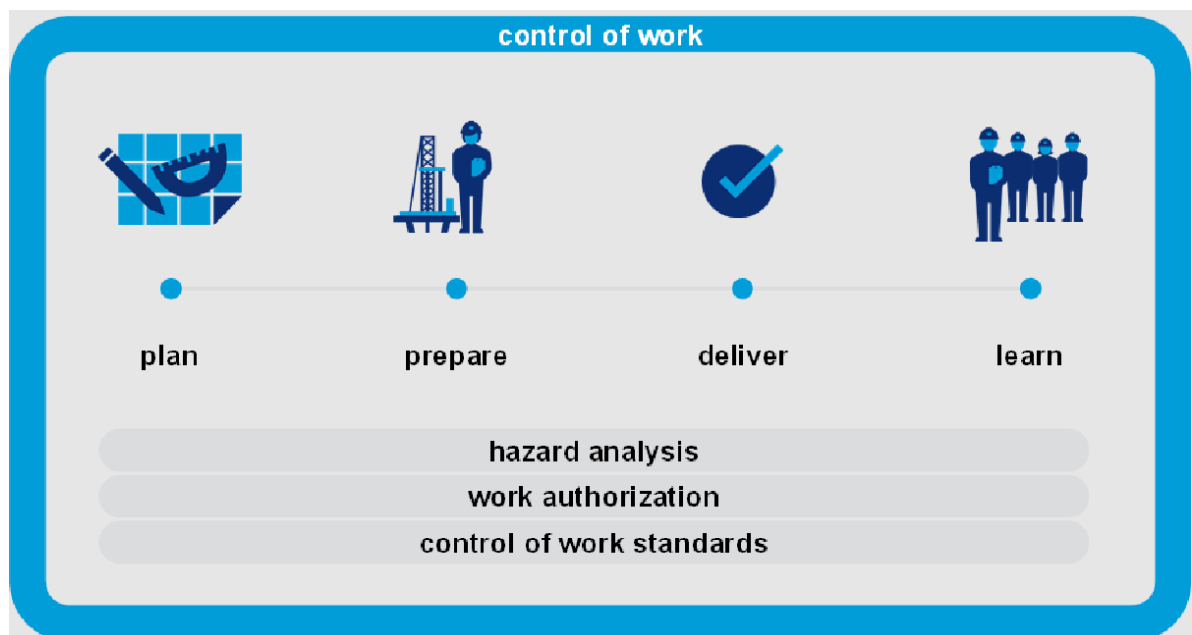 control of work
plan
prepare
deliver
learn
hazard analysis
work authorization
control of work standards